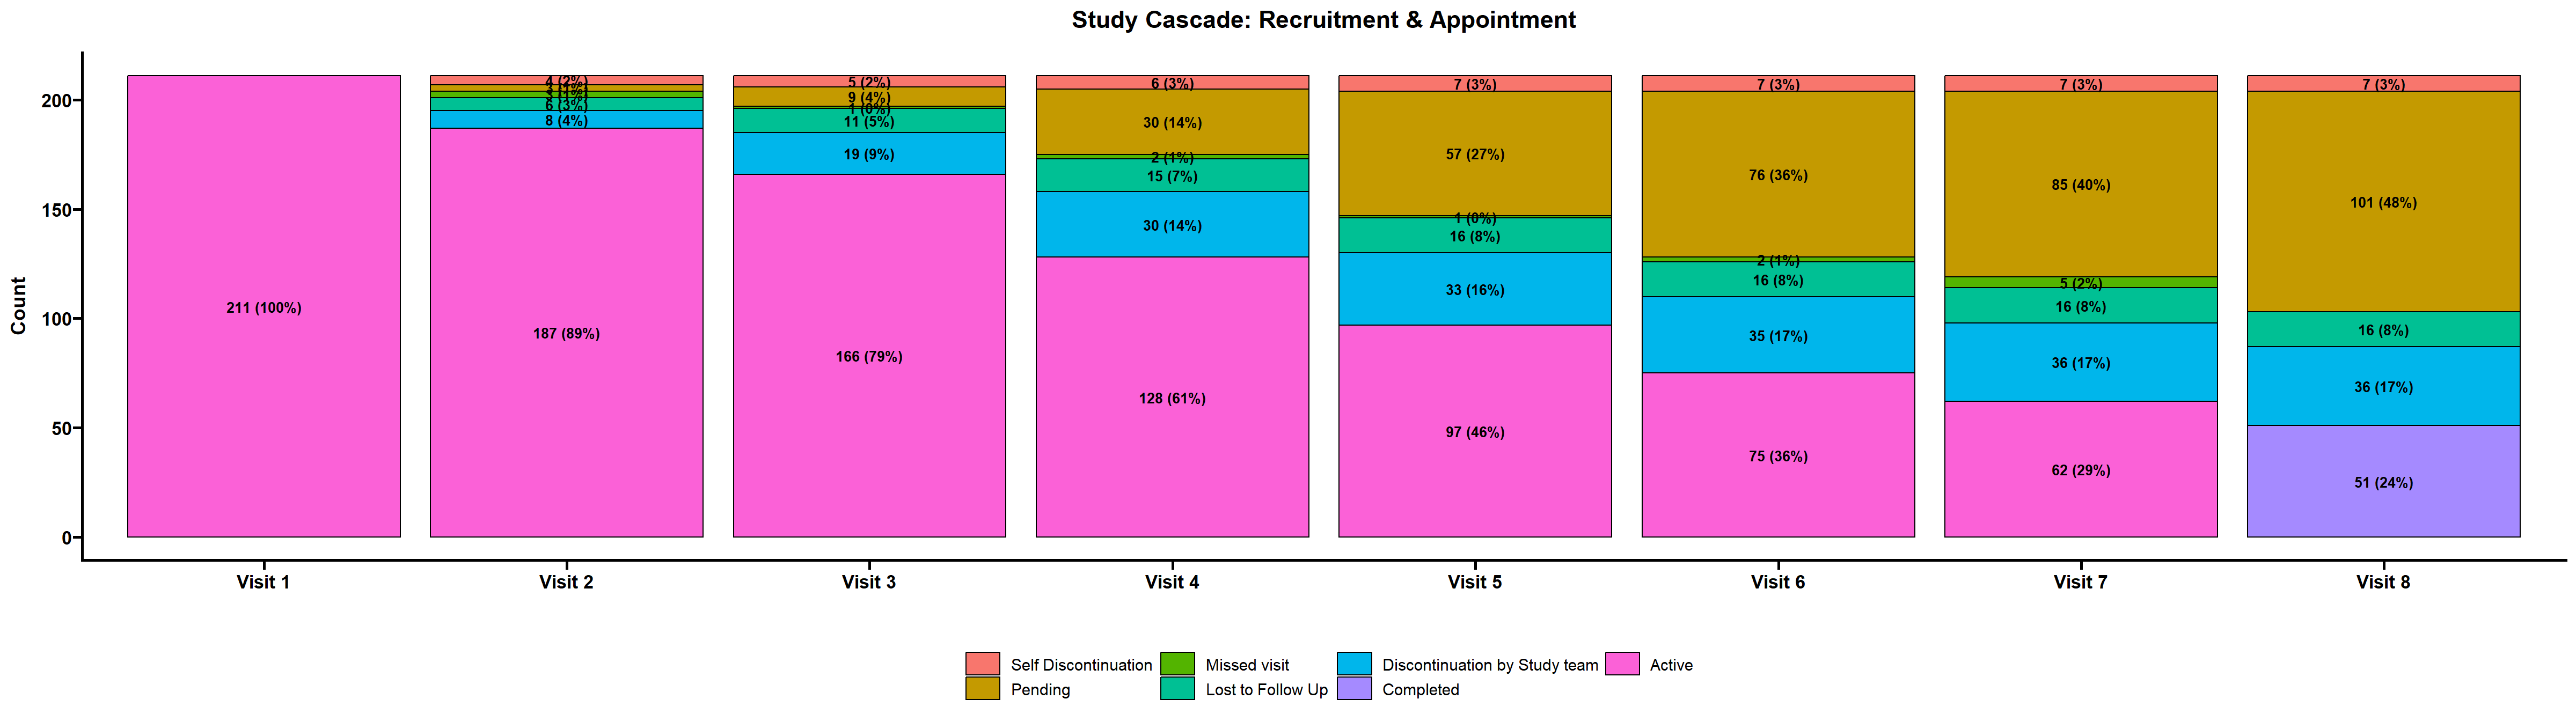 Study Cascade: Recruitment & Appointment
Count
200
150
100
50
0
211 (100%)
4 (2%)
3 (1%)
3 (1%)
6 (3%)
8 (4%)
187 (89%)
5 (2%)
9 (4%)
1 (0%)
11 (5%)
19 (9%)
166 (79%)
6 (3%)
30 (14%)
2 (1%)
15 (7%)
30 (14%)
128 (61%)
7 (3%)
57 (27%)
1 (0%)
16 (8%)
33 (16%)
97 (46%)
7 (3%)
76 (36%)
2 (1%)
16 (8%)
35 (17%)
75 (36%)
7 (3%)
85 (40%)
5 (2%)
16 (8%)
36 (17%)
62 (29%)
7 (3%)
101 (48%)
16 (8%)
36 (17%)
51 (24%)
Visit 1
Visit 2
Visit 3
Visit 4
Visit 5
Visit 6
Visit 7
Visit 8
Self Discontinuation
Missed visit
Discontinuation by Study team
Active
Pending
Lost to Follow Up
Completed